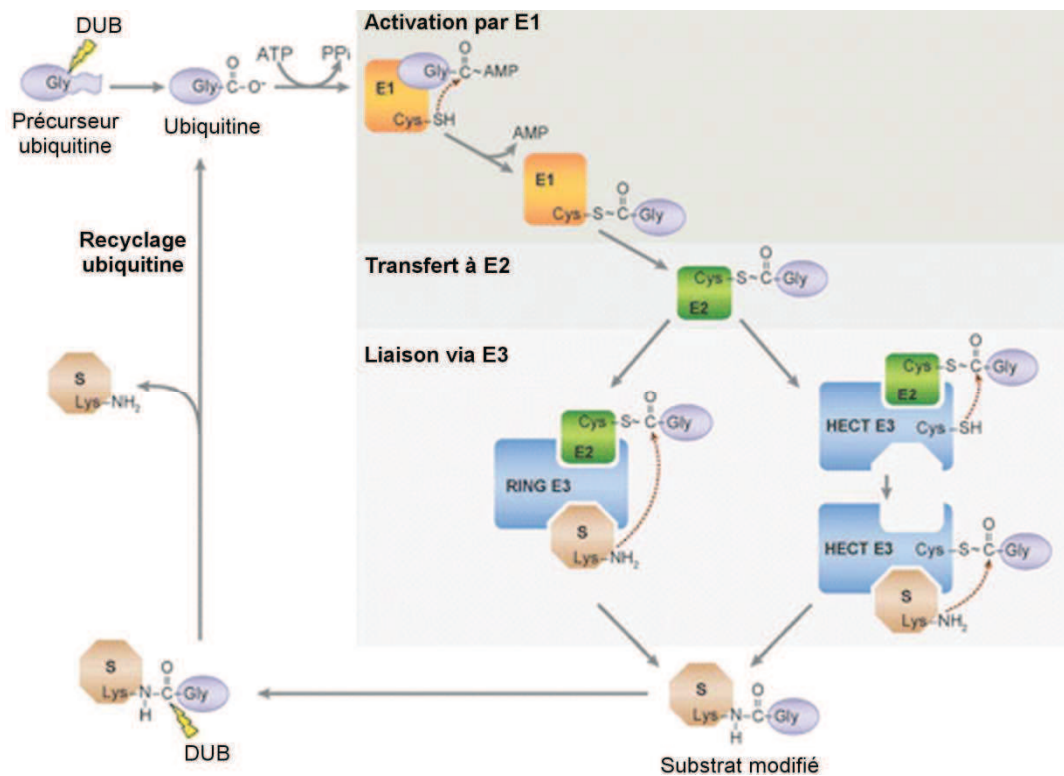 DUB
Gly
Précurseur
ubiquitine
Gly-C-O⁻
O
Ubiquitine
ATP
PPi
Activation par E1
E1
Gly-C-AMP
O
Cys-SH
AMP
E1
Cys-S~C-Gly
O
Recyclage
ubiquitine
Transfert à E2
Cys-S~C-Gly
O
E2
Liaison via E3
S
Lys-NH₂
O
Cys-S~C-Gly
E2
RING E3
S
Lys-NH₂
O
Cys-S~C-Gly
E2
HECT E3
Cys-SH
O
HECT E3
Cys-S~C-Gly
S
Lys-NH₂
S
O
Lys-N-C-Gly
H
DUB
S
O
Lys-N-C-Gly
H
Substrat modifié